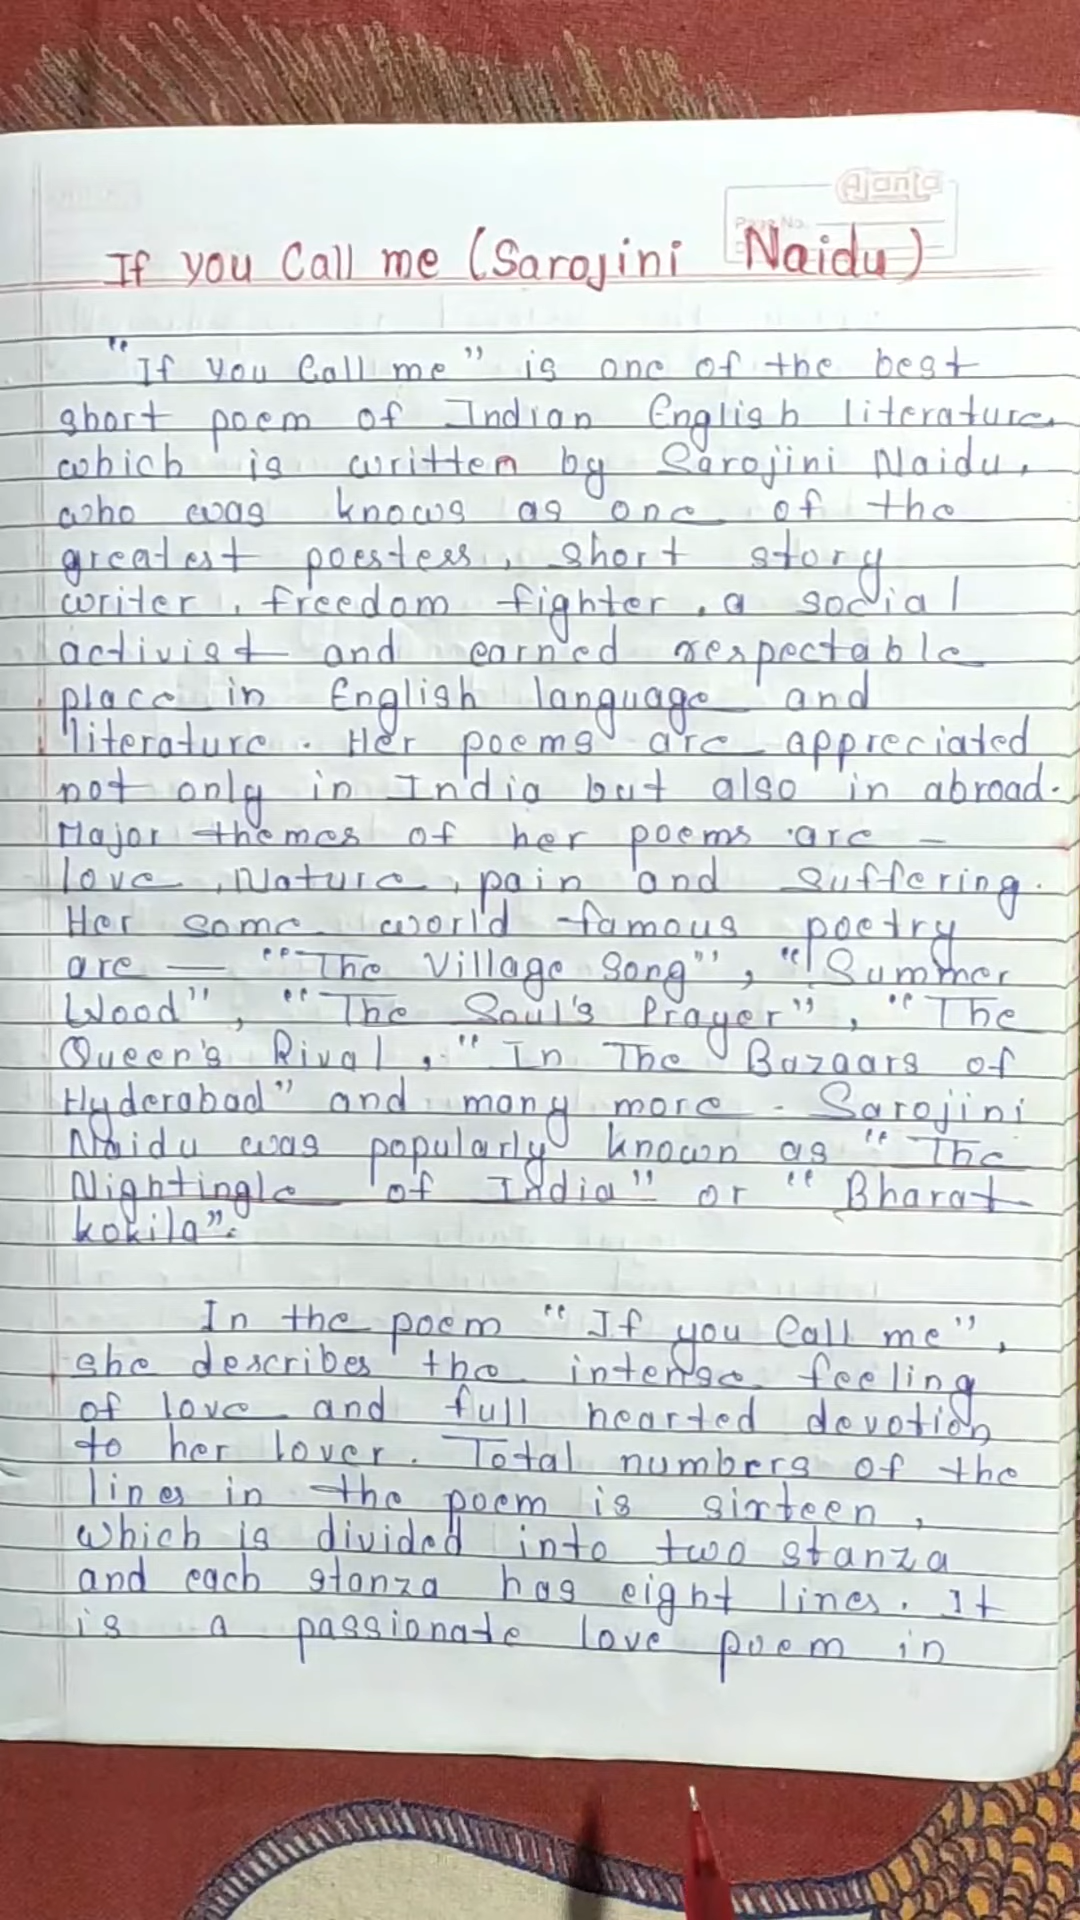 Ajanta
Page No.
If you Call me (Sarojini Naidu)
"If you Call me" is one of the best
short poem of Indian English literature
which is written by Sarojini Naidu,
who was knows as one of the
greatest poestess, short story
writer, freedom fighter, a social
activist and earned respectable
place in English language and
literature. Her poems are appreciated
not only in India but also in abroad.
Major themes of her poems are -
love, Nature, pain and suffering.
Her some world famous poetry
are — "The Village Song", "Summer
Wood", "The Soul's Prayer", "The
Queen's Rival, "In The Bazaars of
Hyderabad" and many more. Sarojini
Naidu was popularly known as "The
Nightingle of India" or "Bharat
kokila".
In the poem "If you Call me",
she describes the intense feeling
of love and full hearted devotion
to her lover. Total numbers of the
lines in the poem is sixteen,
which is divided into two stanza
and each stanza has eight lines. It
is a passionate love poem in